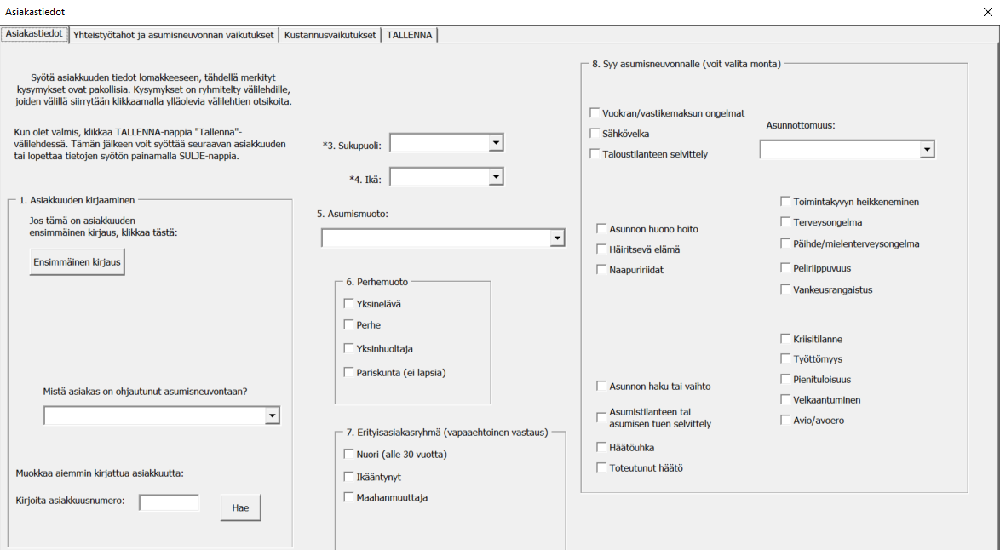 Asiakastiedot
Asiakastiedot
Yhteistyötahot ja asumisneuvonnan vaikutukset
Kustannusvaikutukset
TALLENNA
Syötä asiakkuuden tiedot lomakkeeseen, tähdellä merkityt
kysymykset ovat pakollisia. Kysymykset on ryhmitelty välilehdille,
joiden välillä siirrytään klikkaamalla ylläolevia välilehtien otsikoita.
Kun olet valmis, klikkaa TALLENNA-nappia "Tallenna"-
välilehdessä. Tämän jälkeen voit syöttää seuraavan asiakkuuden
tai lopettaa tietojen syötön painamalla SULJE-nappia.
1. Asiakkuuden kirjaaminen
Jos tämä on asiakkuuden
ensimmäinen kirjaus, klikkaa tästä:
Ensimmäinen kirjaus
Mistä asiakas on ohjautunut asumisneuvontaan?
Muokkaa aiemmin kirjattua asiakkuutta:
Kirjoita asiakkuusnumero:
Hae
*3. Sukupuoli:
*4. Ikä:
5. Asumismuoto:
6. Perhemuoto
Yksinelävä
Perhe
Yksinhuoltaja
Pariskunta (ei lapsia)
7. Erityisasiakasryhmä (vapaaehtoinen vastaus)
Nuori (alle 30 vuotta)
Ikääntynyt
Maahanmuuttaja
8. Syy asumisneuvonnalle (voit valita monta)
Vuokran/vastikemaksun ongelmat
Sähkövelka
Taloustilanteen selvittely
Asunnon huono hoito
Häiritsevä elämä
Naapuririidat
Asunnon haku tai vaihto
Asumistilanteen tai
asumisen tuen selvittely
Häätöuhka
Toteutunut häätö
Asunnottomuus:
Toimintakyvyn heikkeneminen
Terveysongelma
Päihde/mielenterveysongelma
Peliriippuvuus
Vankeusrangaistus
Kriisitilanne
Työttömyys
Pienituloisuus
Velkaantuminen
Avio/avoero